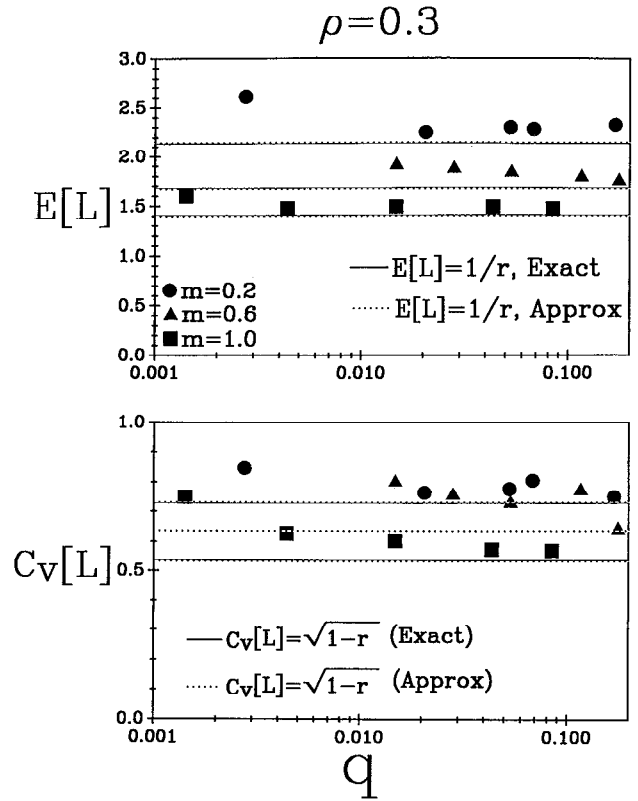 ρ=0.3
3.0
2.5
2.0
1.5
1.0
0.5
0.0
E[L]
E[L]=1/r, Exact
E[L]=1/r, Approx
m=0.2
m=0.6
m=1.0
0.001
0.010
0.100
1.0
0.5
0.0
Cv[L]
Cv[L]=√1-r (Exact)
Cv[L]=√1-r (Approx)
0.001
0.010
0.100
q